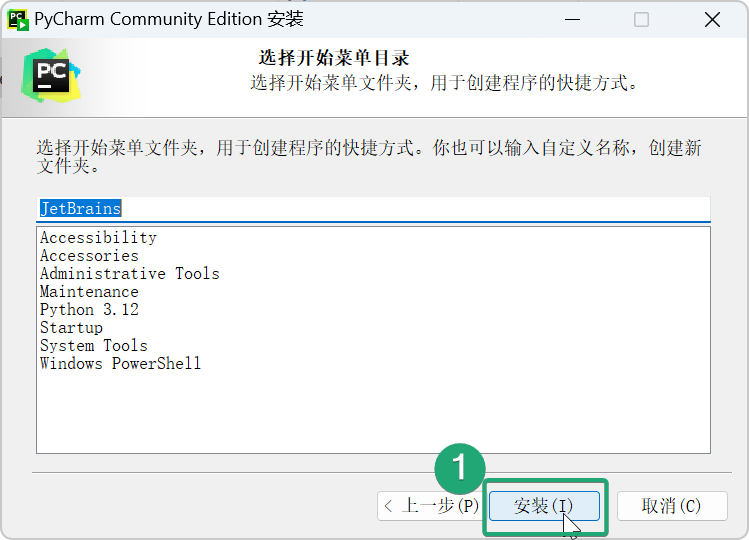 PyCharm Community Edition 安装
PC
选择开始菜单目录
选择开始菜单文件夹，用于创建程序的快捷方式。
选择开始菜单文件夹，用于创建程序的快捷方式。你也可以输入自定义名称，创建新
文件夹。
JetBrains
Accessibility
Accessories
Administrative Tools
Maintenance
Python 3.12
Startup
System Tools
Windows PowerShell
1
< 上一步(P) 安装(I) 取消(C)